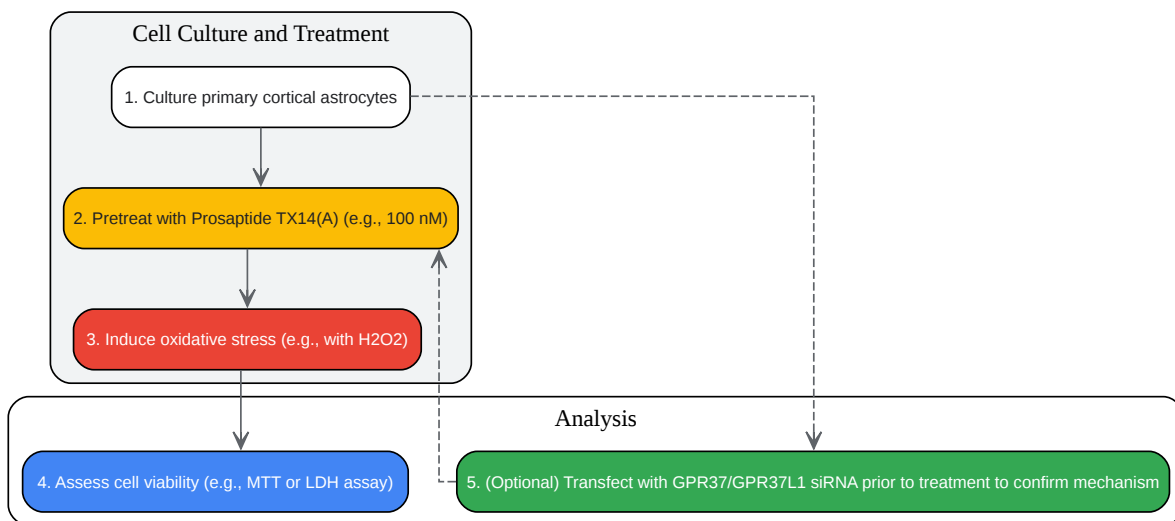 Cell Culture and Treatment
1. Culture primary cortical astrocytes
2. Pretreat with Prosaptide TX14(A) (e.g., 100 nM)
3. Induce oxidative stress (e.g., with H2O2)
Analysis
4. Assess cell viability (e.g., MTT or LDH assay)
5. (Optional) Transfect with GPR37/GPR37L1 siRNA prior to treatment to confirm mechanism